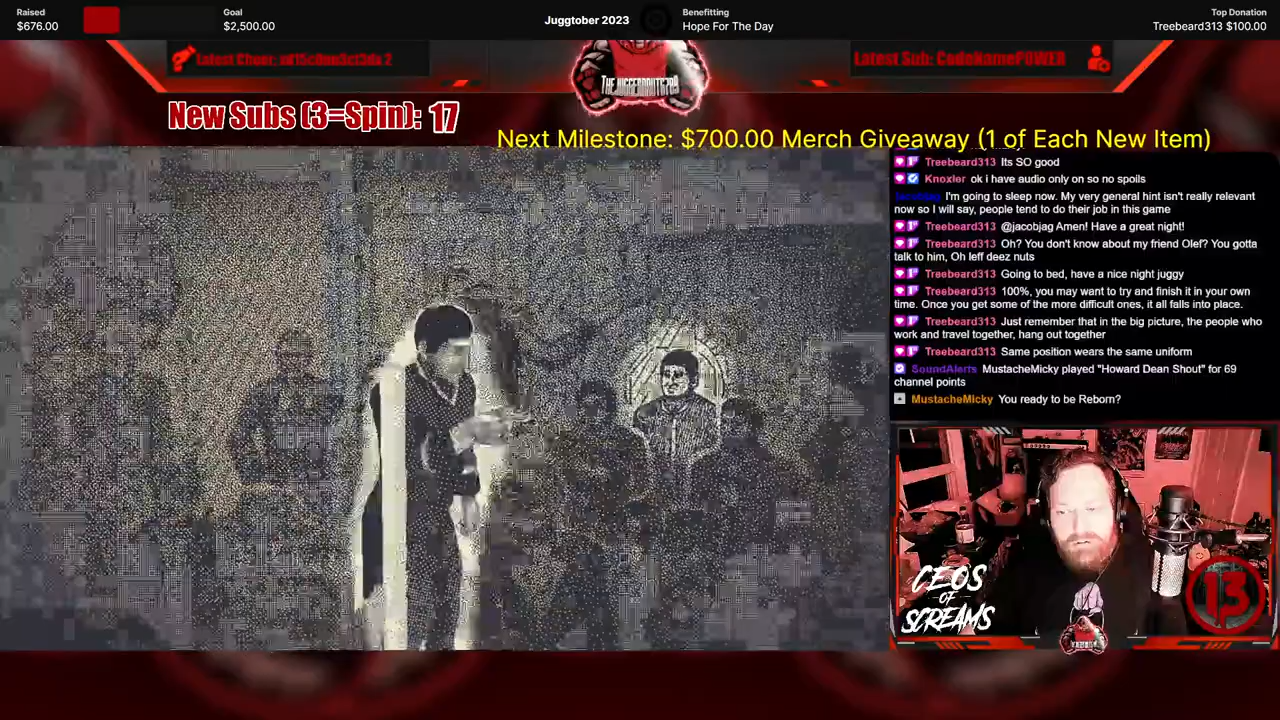 Raised
$676.00
Goal
$2,500.00
Juggtober 2023
Benefitting
Hope For The Day
Top Donation
Treebeard313 $100.00
Latest Cheer:
Latest Sub: CodeNamePOWER
THEJUGGERNAUT6789
New Subs (3=Spin): 17
Next Milestone: $700.00 Merch Giveaway (1 of Each New Item)
Treebeard313 Its SO good
Knoxler ok i have audio only on so no spoils
I'm going to sleep now. My very general hint isn't really relevant
now so I will say, people tend to do their job in this game
Treebeard313 @jacobjag Amen! Have a great night!
Treebeard313 Oh? You don't know about my friend Olef? You gotta
talk to him, Oh leff deez nuts
Treebeard313 Going to bed, have a nice night juggy
Treebeard313 100%, you may want to try and finish it in your own
time. Once you get some of the more difficult ones, it all falls into place.
Treebeard313 Just remember that in the big picture, the people who
work and travel together, hang out together
Treebeard313 Same position wears the same uniform
SoundAlerts MustacheMicky played "Howard Dean Shout" for 69
channel points
MustacheMicky You ready to be Reborn?
CEOS
OF
SCREAMS
13